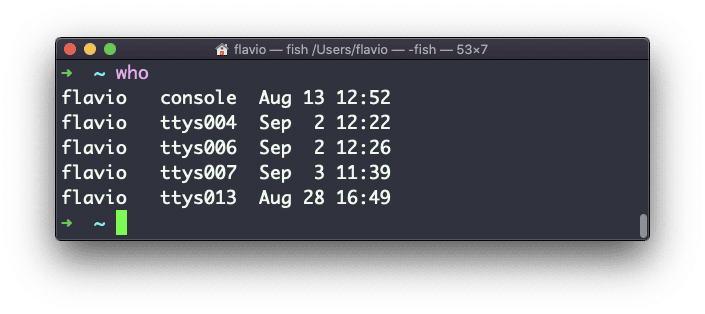 flavio — fish /Users/flavio — -fish — 53×7
➜ ~ who
flavio   console  Aug 13 12:52
flavio   ttys004  Sep  2 12:22
flavio   ttys006  Sep  2 12:26
flavio   ttys007  Sep  3 11:39
flavio   ttys013  Aug 28 16:49
➜ ~